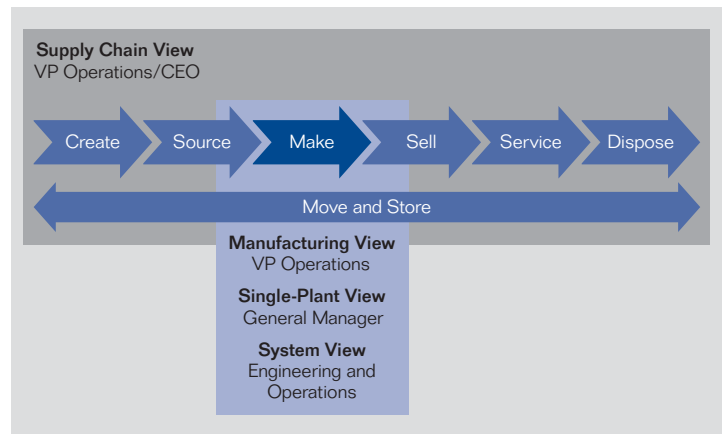 Supply Chain View
VP Operations/CEO
Create
Source
Make
Sell
Service
Dispose
Move and Store
Manufacturing View
VP Operations
Single-Plant View
General Manager
System View
Engineering and
Operations